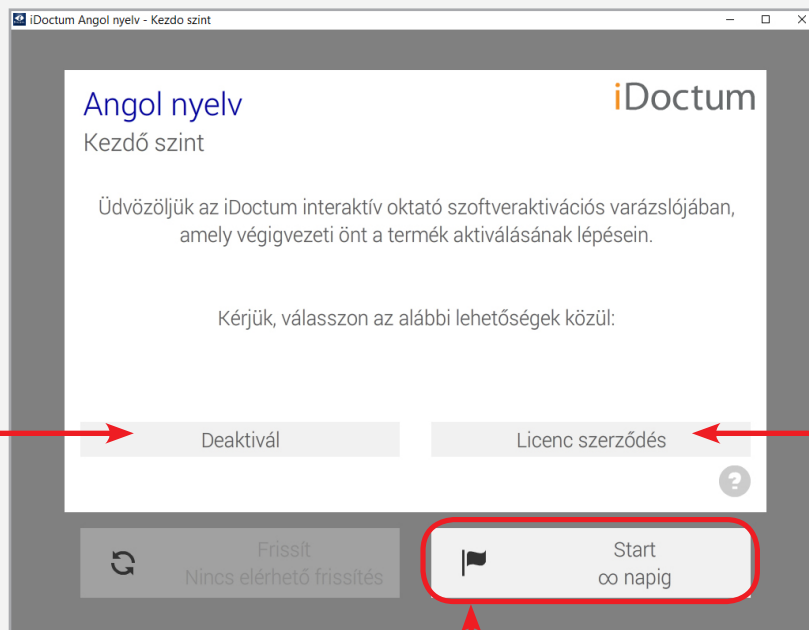 iDoctum Angol nyelv - Kezdo szint
Angol nyelv
iDoctum
Kezdő szint
Üdvözöljük az iDoctum interaktív oktató szoftveraktivációs varázslójában,
amely végigvezeti önt a termék aktiválásának lépésein.
Kérjük, válasszon az alábbi lehetőségek közül:
Deaktivál
Licenc szerződés
?
Frissít
Nincs elérhető frissítés
Start
∞ napig